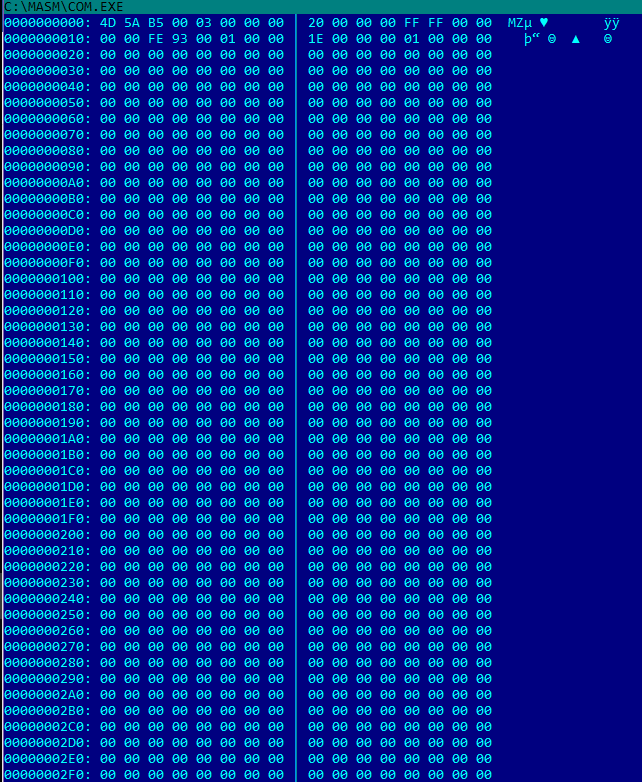 C:\MASM\COM.EXE
0000000000: 4D 5A B5 00 03 00 00 00 │ 20 00 00 00 FF FF 00 00 MZµ ♥ ÿÿ
0000000010: 00 00 FE 93 00 01 00 00 │ 1E 00 00 00 01 00 00 00 þ“ ☺ ▲ ☺
0000000020: 00 00 00 00 00 00 00 00 │ 00 00 00 00 00 00 00 00
0000000030: 00 00 00 00 00 00 00 00 │ 00 00 00 00 00 00 00 00
0000000040: 00 00 00 00 00 00 00 00 │ 00 00 00 00 00 00 00 00
0000000050: 00 00 00 00 00 00 00 00 │ 00 00 00 00 00 00 00 00
0000000060: 00 00 00 00 00 00 00 00 │ 00 00 00 00 00 00 00 00
0000000070: 00 00 00 00 00 00 00 00 │ 00 00 00 00 00 00 00 00
0000000080: 00 00 00 00 00 00 00 00 │ 00 00 00 00 00 00 00 00
0000000090: 00 00 00 00 00 00 00 00 │ 00 00 00 00 00 00 00 00
00000000A0: 00 00 00 00 00 00 00 00 │ 00 00 00 00 00 00 00 00
00000000B0: 00 00 00 00 00 00 00 00 │ 00 00 00 00 00 00 00 00
00000000C0: 00 00 00 00 00 00 00 00 │ 00 00 00 00 00 00 00 00
00000000D0: 00 00 00 00 00 00 00 00 │ 00 00 00 00 00 00 00 00
00000000E0: 00 00 00 00 00 00 00 00 │ 00 00 00 00 00 00 00 00
00000000F0: 00 00 00 00 00 00 00 00 │ 00 00 00 00 00 00 00 00
0000000100: 00 00 00 00 00 00 00 00 │ 00 00 00 00 00 00 00 00
0000000110: 00 00 00 00 00 00 00 00 │ 00 00 00 00 00 00 00 00
0000000120: 00 00 00 00 00 00 00 00 │ 00 00 00 00 00 00 00 00
0000000130: 00 00 00 00 00 00 00 00 │ 00 00 00 00 00 00 00 00
0000000140: 00 00 00 00 00 00 00 00 │ 00 00 00 00 00 00 00 00
0000000150: 00 00 00 00 00 00 00 00 │ 00 00 00 00 00 00 00 00
0000000160: 00 00 00 00 00 00 00 00 │ 00 00 00 00 00 00 00 00
0000000170: 00 00 00 00 00 00 00 00 │ 00 00 00 00 00 00 00 00
0000000180: 00 00 00 00 00 00 00 00 │ 00 00 00 00 00 00 00 00
0000000190: 00 00 00 00 00 00 00 00 │ 00 00 00 00 00 00 00 00
00000001A0: 00 00 00 00 00 00 00 00 │ 00 00 00 00 00 00 00 00
00000001B0: 00 00 00 00 00 00 00 00 │ 00 00 00 00 00 00 00 00
00000001C0: 00 00 00 00 00 00 00 00 │ 00 00 00 00 00 00 00 00
00000001D0: 00 00 00 00 00 00 00 00 │ 00 00 00 00 00 00 00 00
00000001E0: 00 00 00 00 00 00 00 00 │ 00 00 00 00 00 00 00 00
00000001F0: 00 00 00 00 00 00 00 00 │ 00 00 00 00 00 00 00 00
0000000200: 00 00 00 00 00 00 00 00 │ 00 00 00 00 00 00 00 00
0000000210: 00 00 00 00 00 00 00 00 │ 00 00 00 00 00 00 00 00
0000000220: 00 00 00 00 00 00 00 00 │ 00 00 00 00 00 00 00 00
0000000230: 00 00 00 00 00 00 00 00 │ 00 00 00 00 00 00 00 00
0000000240: 00 00 00 00 00 00 00 00 │ 00 00 00 00 00 00 00 00
0000000250: 00 00 00 00 00 00 00 00 │ 00 00 00 00 00 00 00 00
0000000260: 00 00 00 00 00 00 00 00 │ 00 00 00 00 00 00 00 00
0000000270: 00 00 00 00 00 00 00 00 │ 00 00 00 00 00 00 00 00
0000000280: 00 00 00 00 00 00 00 00 │ 00 00 00 00 00 00 00 00
0000000290: 00 00 00 00 00 00 00 00 │ 00 00 00 00 00 00 00 00
00000002A0: 00 00 00 00 00 00 00 00 │ 00 00 00 00 00 00 00 00
00000002B0: 00 00 00 00 00 00 00 00 │ 00 00 00 00 00 00 00 00
00000002C0: 00 00 00 00 00 00 00 00 │ 00 00 00 00 00 00 00 00
00000002D0: 00 00 00 00 00 00 00 00 │ 00 00 00 00 00 00 00 00
00000002E0: 00 00 00 00 00 00 00 00 │ 00 00 00 00 00 00 00 00
00000002F0: 00 00 00 00 00 00 00 00 │ 00 00 00 00 00 00 00 00